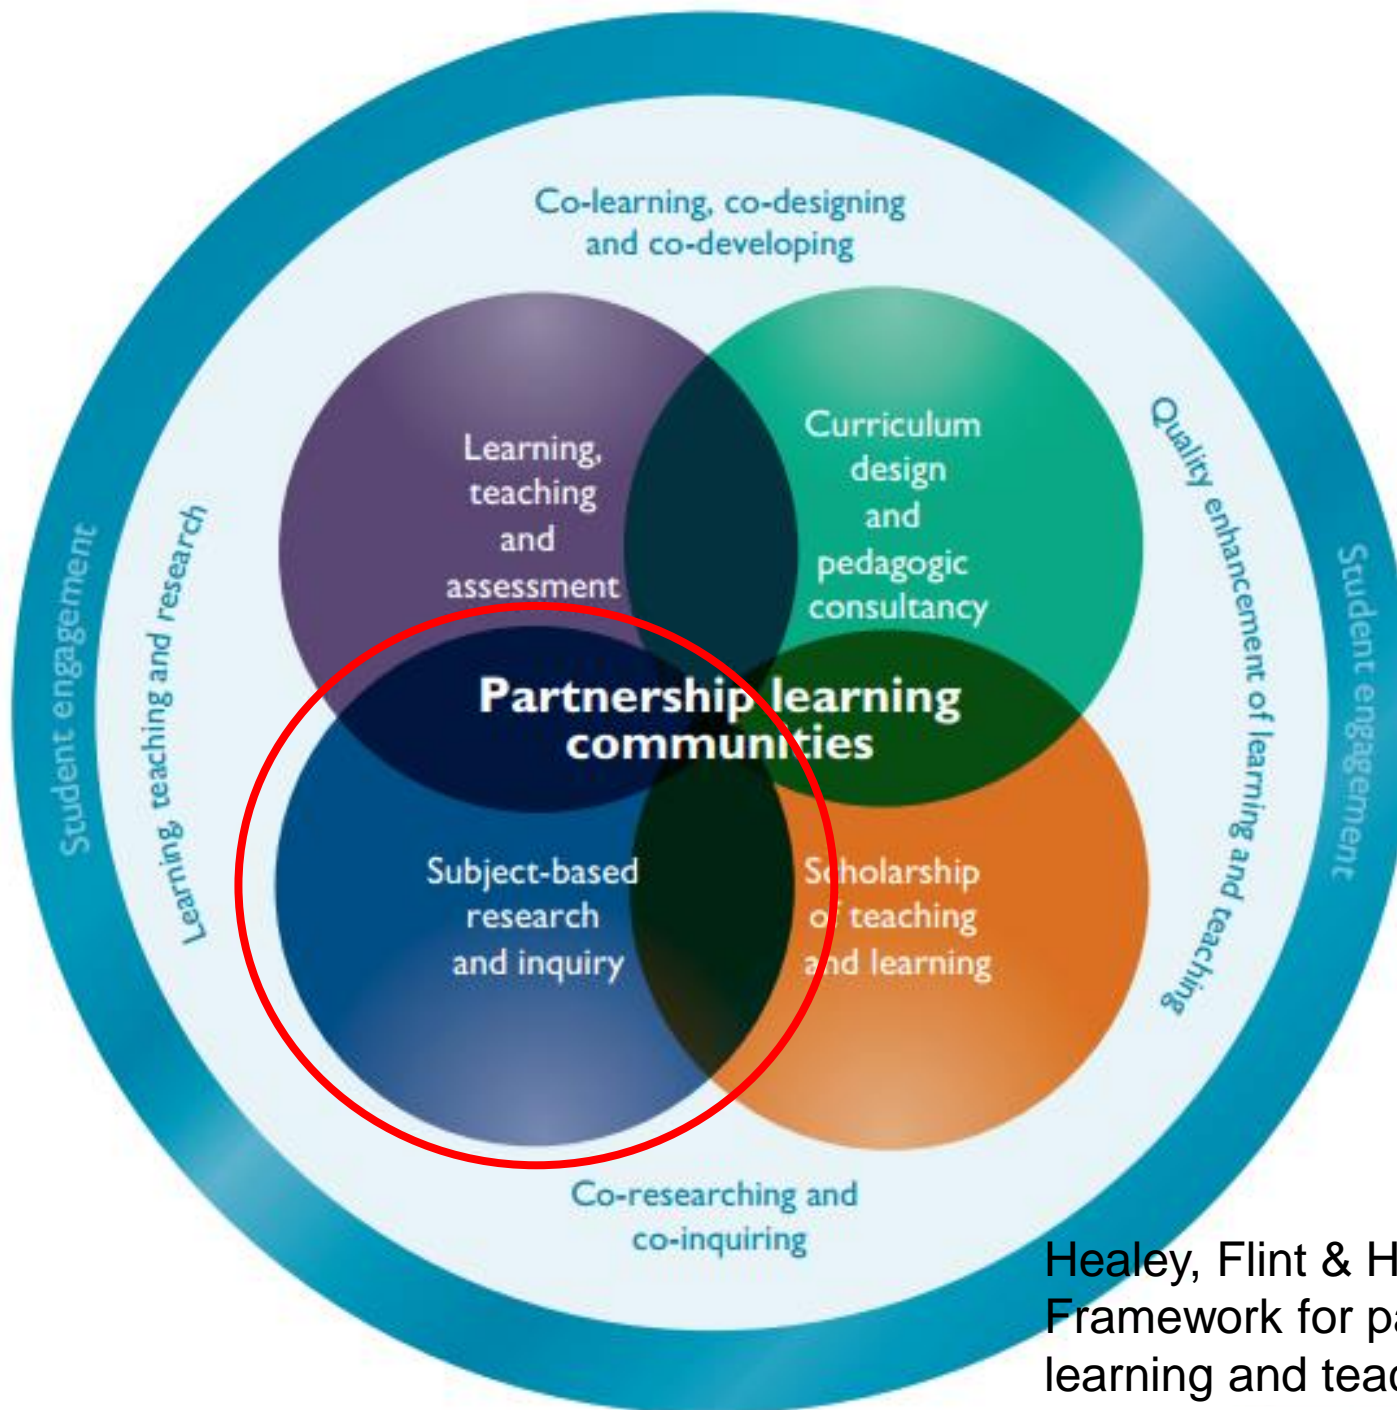 Co-learning, co-designing
and co-developing
Student engagement
Learning, teaching and research
Learning,
teaching
and
assessment
Curriculum
design
and
pedagogic
consultancy
Quality enhancement of learning and teaching
Student engagement
Partnership learning
communities
Subject-based
research
and inquiry
Scholarship
of teaching
and learning
Co-researching and
co-inquiring
Healey, Flint & H
Framework for pa
learning and teac